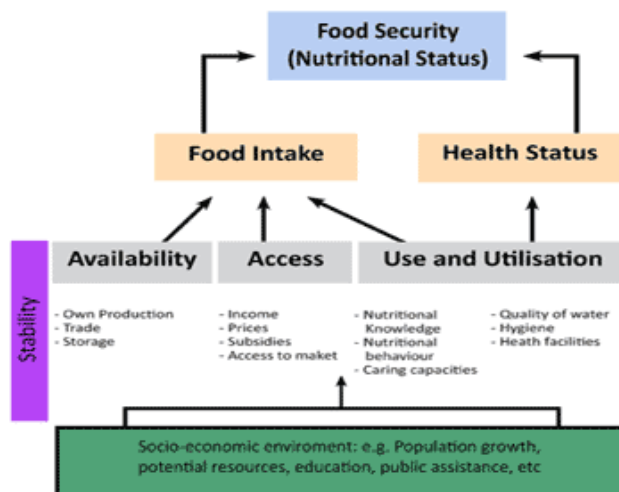 Food Security
(Nutritional Status)
Food Intake
Health Status
Stability
Availability
Access
Use and Utilisation
- Own Production
- Trade
- Storage
- Income
- Prices
- Subsidies
- Access to maket
- Nutritional
Knowledge
- Nutritional
behaviour
- Caring capacities
- Quality of water
- Hygiene
- Heath facilities
Socio-economic enviroment: e.g. Population growth,
potential resources, education, public assistance, etc